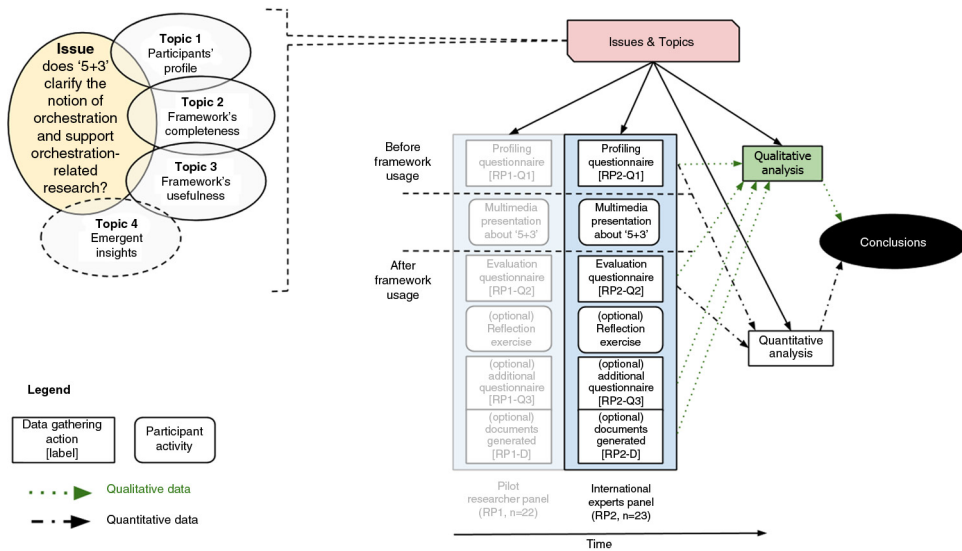 Issue
does ‘5+3’
clarify the
notion of
orchestration
and support
orchestration-
related
research?
Topic 1
Participants’
profile
Topic 2
Framework’s
completeness
Topic 3
Framework’s
usefulness
Topic 4
Emergent
insights
Issues & Topics
Before
framework
usage
After
framework
usage
Profiling
questionnaire
[RP1-Q1]
Multimedia
presentation
about ‘5+3’
Evaluation
questionnaire
[RP1-Q2]
(optional)
Reflection
exercise
(optional)
additional
questionnaire
[RP1-Q3]
(optional)
documents
generated
[RP1-D]
Pilot
researcher panel
(RP1, n=22)
Profiling
questionnaire
[RP2-Q1]
Multimedia
presentation
about ‘5+3’
Evaluation
questionnaire
[RP2-Q2]
(optional)
Reflection
exercise
(optional)
additional
questionnaire
[RP2-Q3]
(optional)
documents
generated
[RP2-D]
International
experts panel
(RP2, n=23)
Time
Qualitative
analysis
Quantitative
analysis
Conclusions
Legend
Data gathering
action
[label]
Participant
activity
Qualitative data
Quantitative data